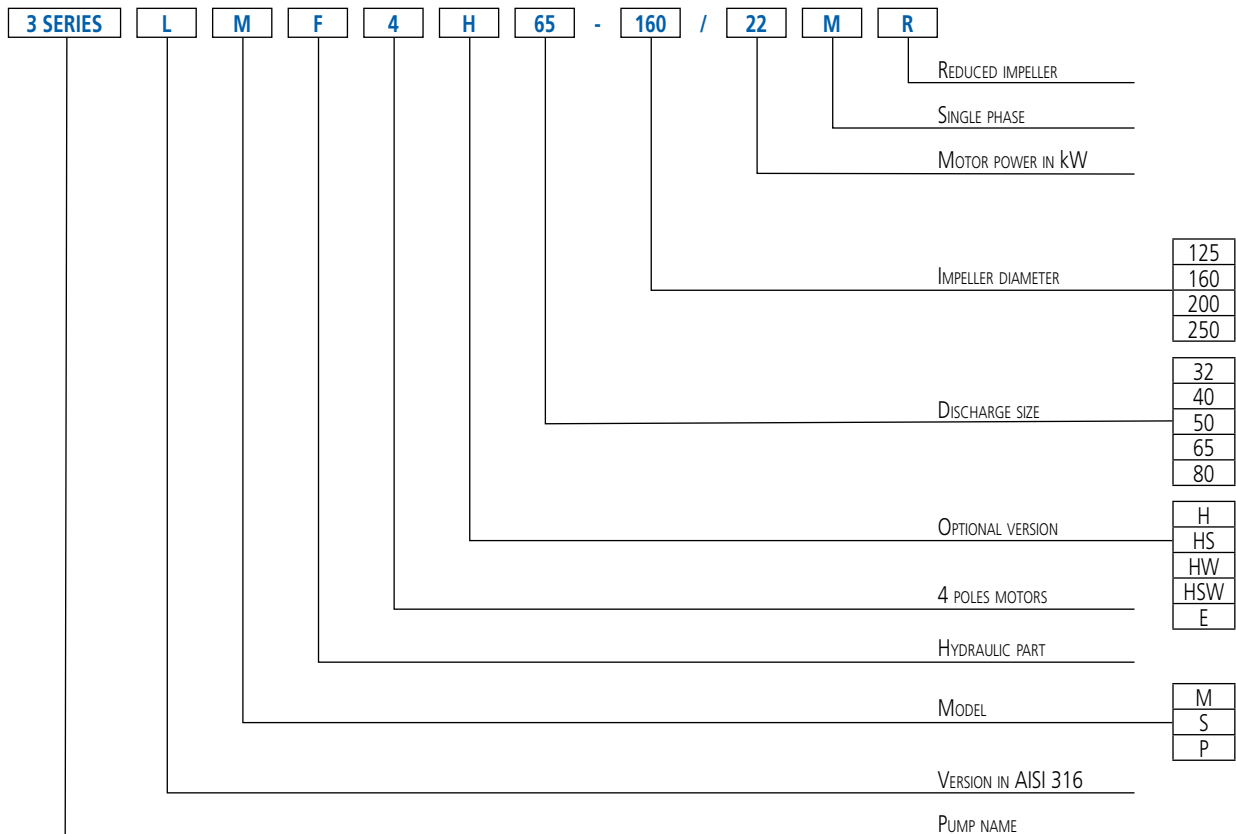 3 SERIES L M F 4 H 65 - 160 / 22 M R
Reduced impeller
Single phase
Motor power in kW
125
Impeller diameter 160
200
250
32
40
Discharge size 50
65
80
H
Optional version HS
HW
HSW
4 poles motors E
Hydraulic part
M
Model S
P
Version in AISI 316
Pump name